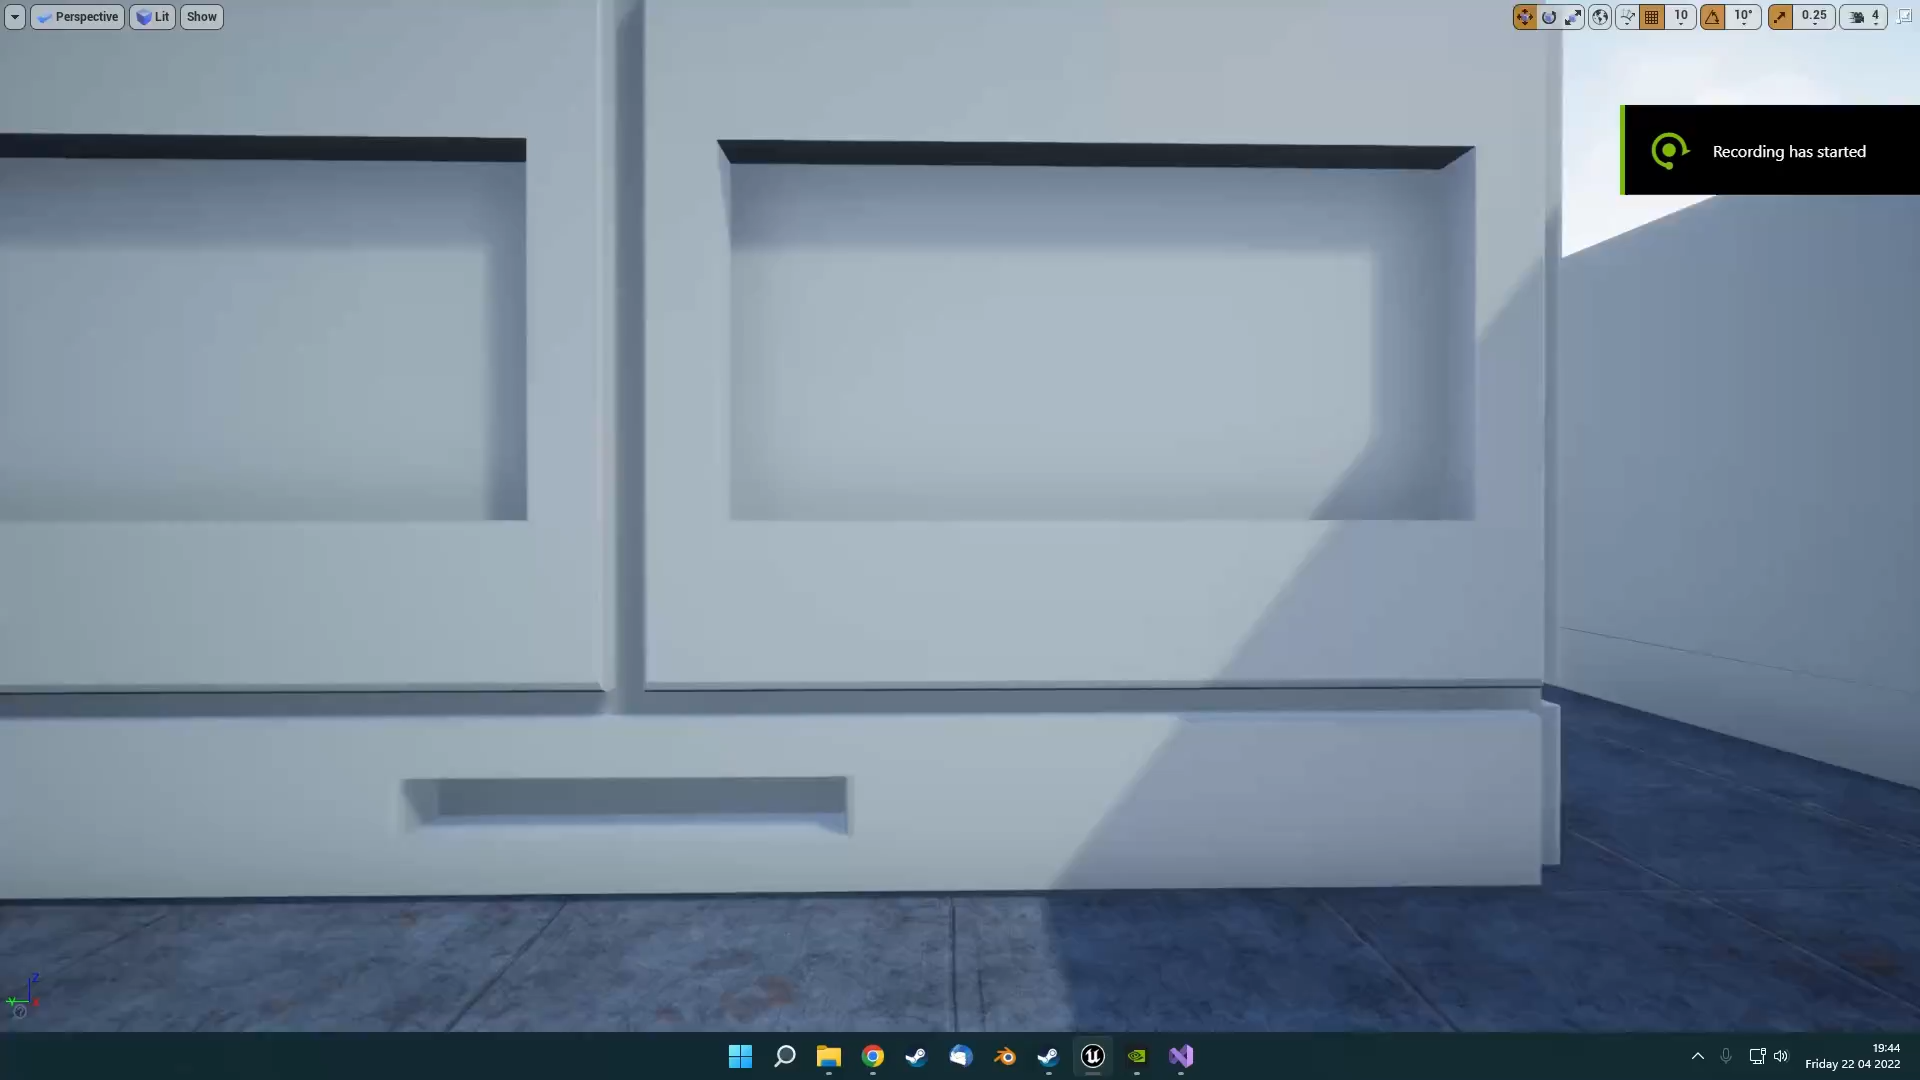 Perspective
Lit
Show
10
10°
0.25
4
Recording has started
Z
Y
19:44
Friday 22 04 2022